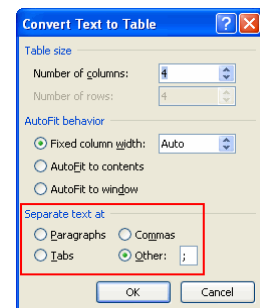 Convert Text to Table
Table size
Number of columns: 4
Number of rows: 4
AutoFit behavior
Fixed column width: Auto
AutoFit to contents
AutoFit to window
Separate text at
Paragraphs Commas
Tabs Other: ;
OK Cancel